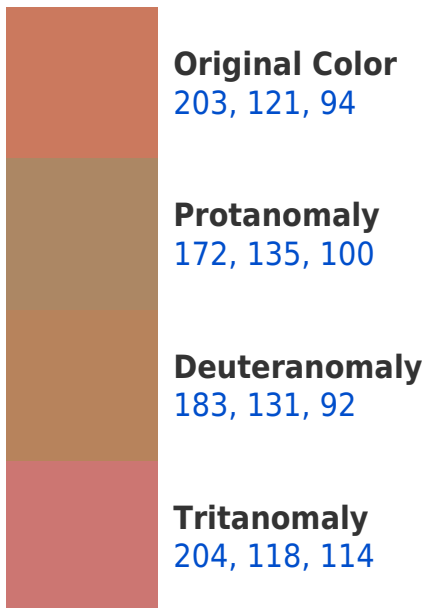 Original Color
203, 121, 94
Protanomaly
172, 135, 100
Deuteranomaly
183, 131, 92
Tritanomaly
204, 118, 114